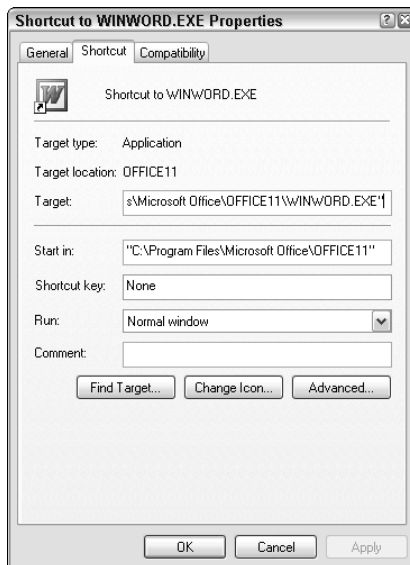 Shortcut to WINWORD.EXE Properties
General Shortcut Compatibility
Shortcut to WINWORD.EXE
Target type: Application
Target location: OFFICE11
Target: s\Microsoft Office\OFFICE11\WINWORD.EXE"
Start in: "C:\Program Files\Microsoft Office\OFFICE11"
Shortcut key: None
Run: Normal window
Comment:
Find Target... Change Icon... Advanced...
OK Cancel Apply